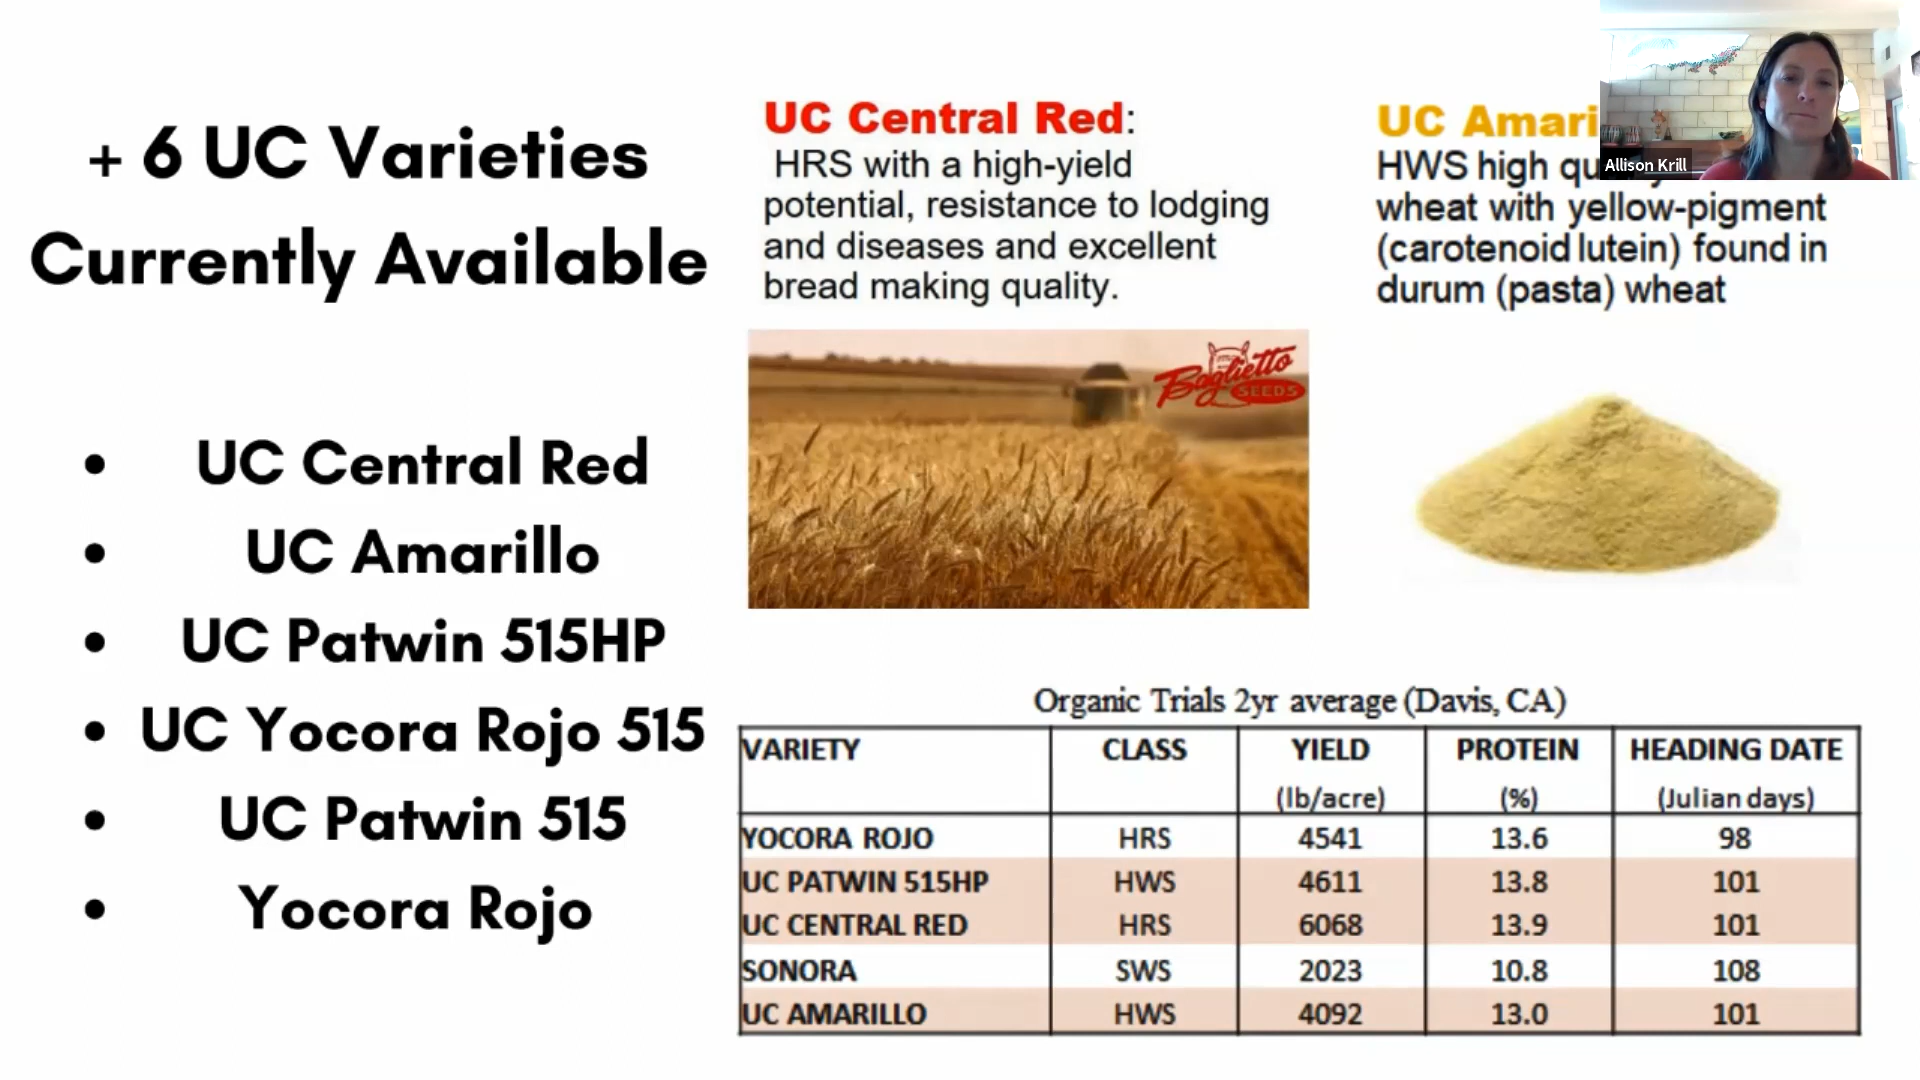 + 6 UC Varieties
Currently Available
• UC Central Red
• UC Amarillo
• UC Patwin 515HP
• UC Yocora Rojo 515
• UC Patwin 515
• Yocora Rojo
UC Central Red:
HRS with a high-yield
potential, resistance to lodging
and diseases and excellent
bread making quality.
Baglietto
SEEDS
UC Amari
HWS high
wheat with yellow-pigment
(carotenoid lutein) found in
durum (pasta) wheat
Allison Krill
Organic Trials 2yr average (Davis, CA)
VARIETY CLASS YIELD PROTEIN HEADING DATE
(lb/acre) (%) (Julian days)
YOCORA ROJO HRS 4541 13.6 98
UC PATWIN 515HP HWS 4611 13.8 101
UC CENTRAL RED HRS 6068 13.9 101
SONORA SWS 2023 10.8 108
UC AMARILLO HWS 4092 13.0 101